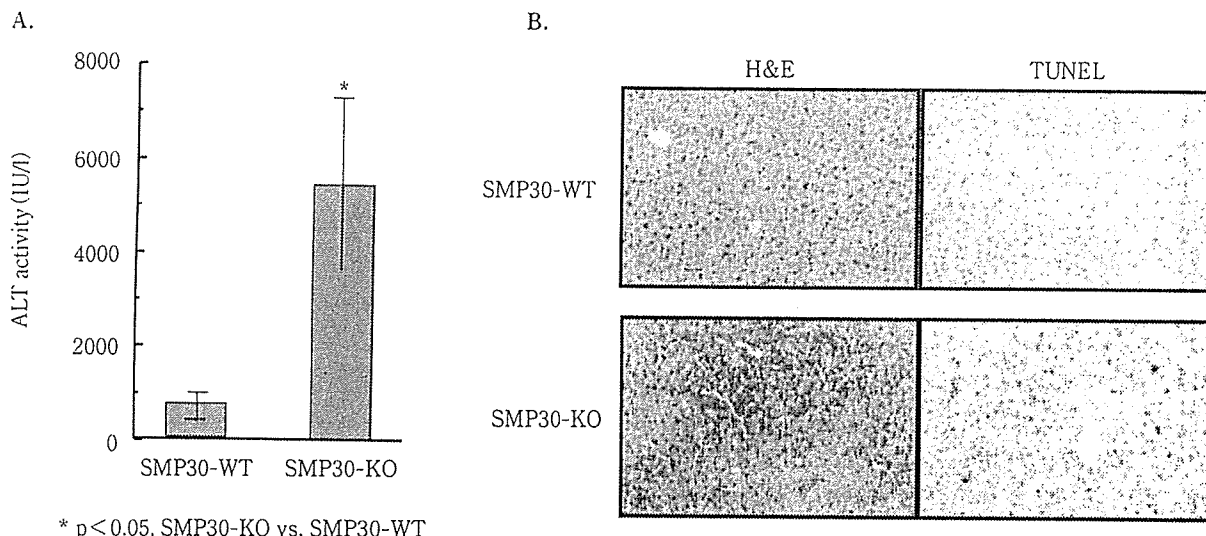 A.
ALT activity (IU/l)
8000
6000
4000
2000
0
*
SMP30-WT SMP30-KO
* p<0.05, SMP30-KO vs. SMP30-WT
B.
H&E TUNEL
SMP30-WT
SMP30-KO